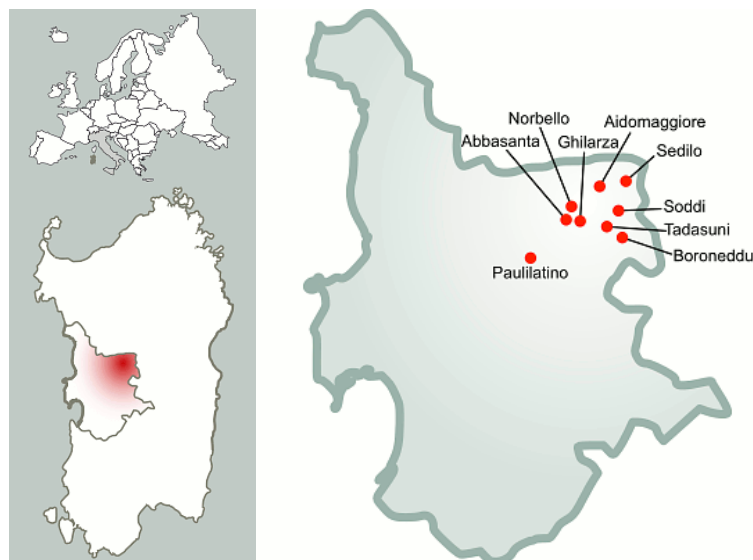 Norbello
Aidomaggiore
Abbasanta
Ghilarza
Sedilo
Soddi
Tadasuni
Boroneddu
Paulilatino